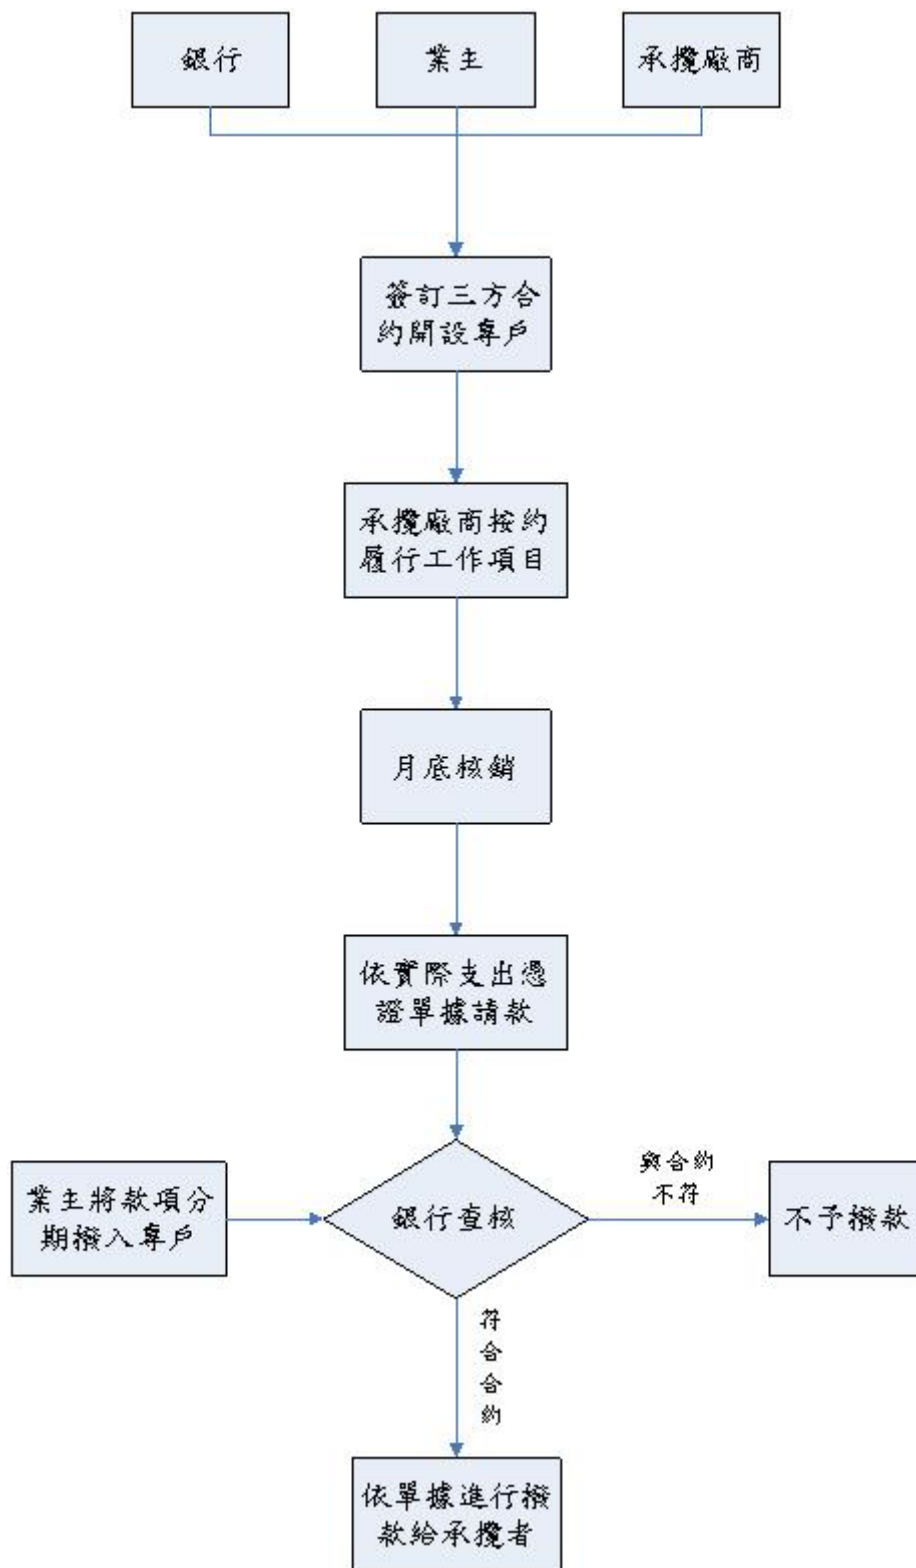 銀行
業主
承攬廠商
簽訂三方合
約開設專戶
承攬廠商按約
履行工作項目
月底核銷
依實際支出憑
證單據請款
業主將款項分
期撥入專戶
銀行查核
與合約
不符
不予撥款
符
合
合
約
依單據進行撥
款給承攬者